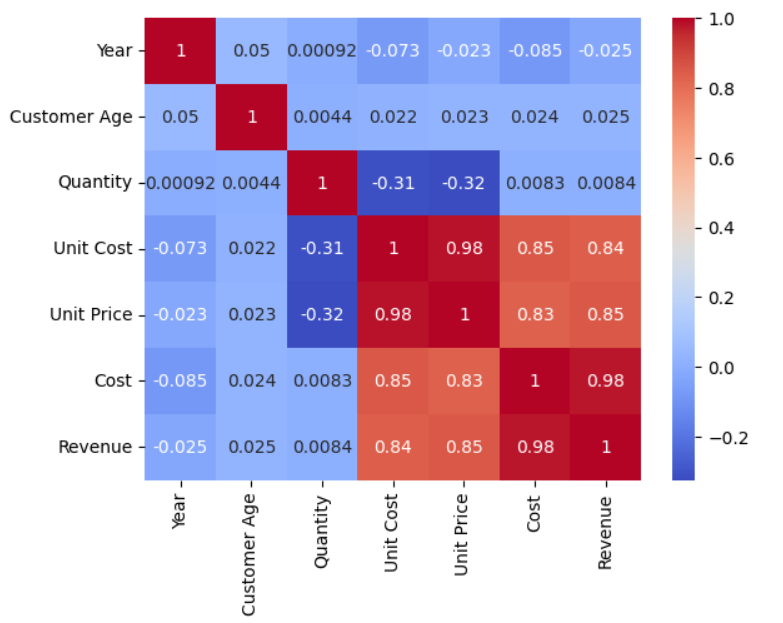 Year 1 0.05 0.00092 -0.073 -0.023 -0.085 -0.025
Customer Age 0.05 1 0.0044 0.022 0.023 0.024 0.025
Quantity 0.00092 0.0044 1 -0.31 -0.32 0.0083 0.0084
Unit Cost -0.073 0.022 -0.31 1 0.98 0.85 0.84
Unit Price -0.023 0.023 -0.32 0.98 1 0.83 0.85
Cost -0.085 0.024 0.0083 0.85 0.83 1 0.98
Revenue -0.025 0.025 0.0084 0.84 0.85 0.98 1
Year
Customer Age
Quantity
Unit Cost
Unit Price
Cost
Revenue
1.0
0.8
0.6
0.4
0.2
0.0
−0.2